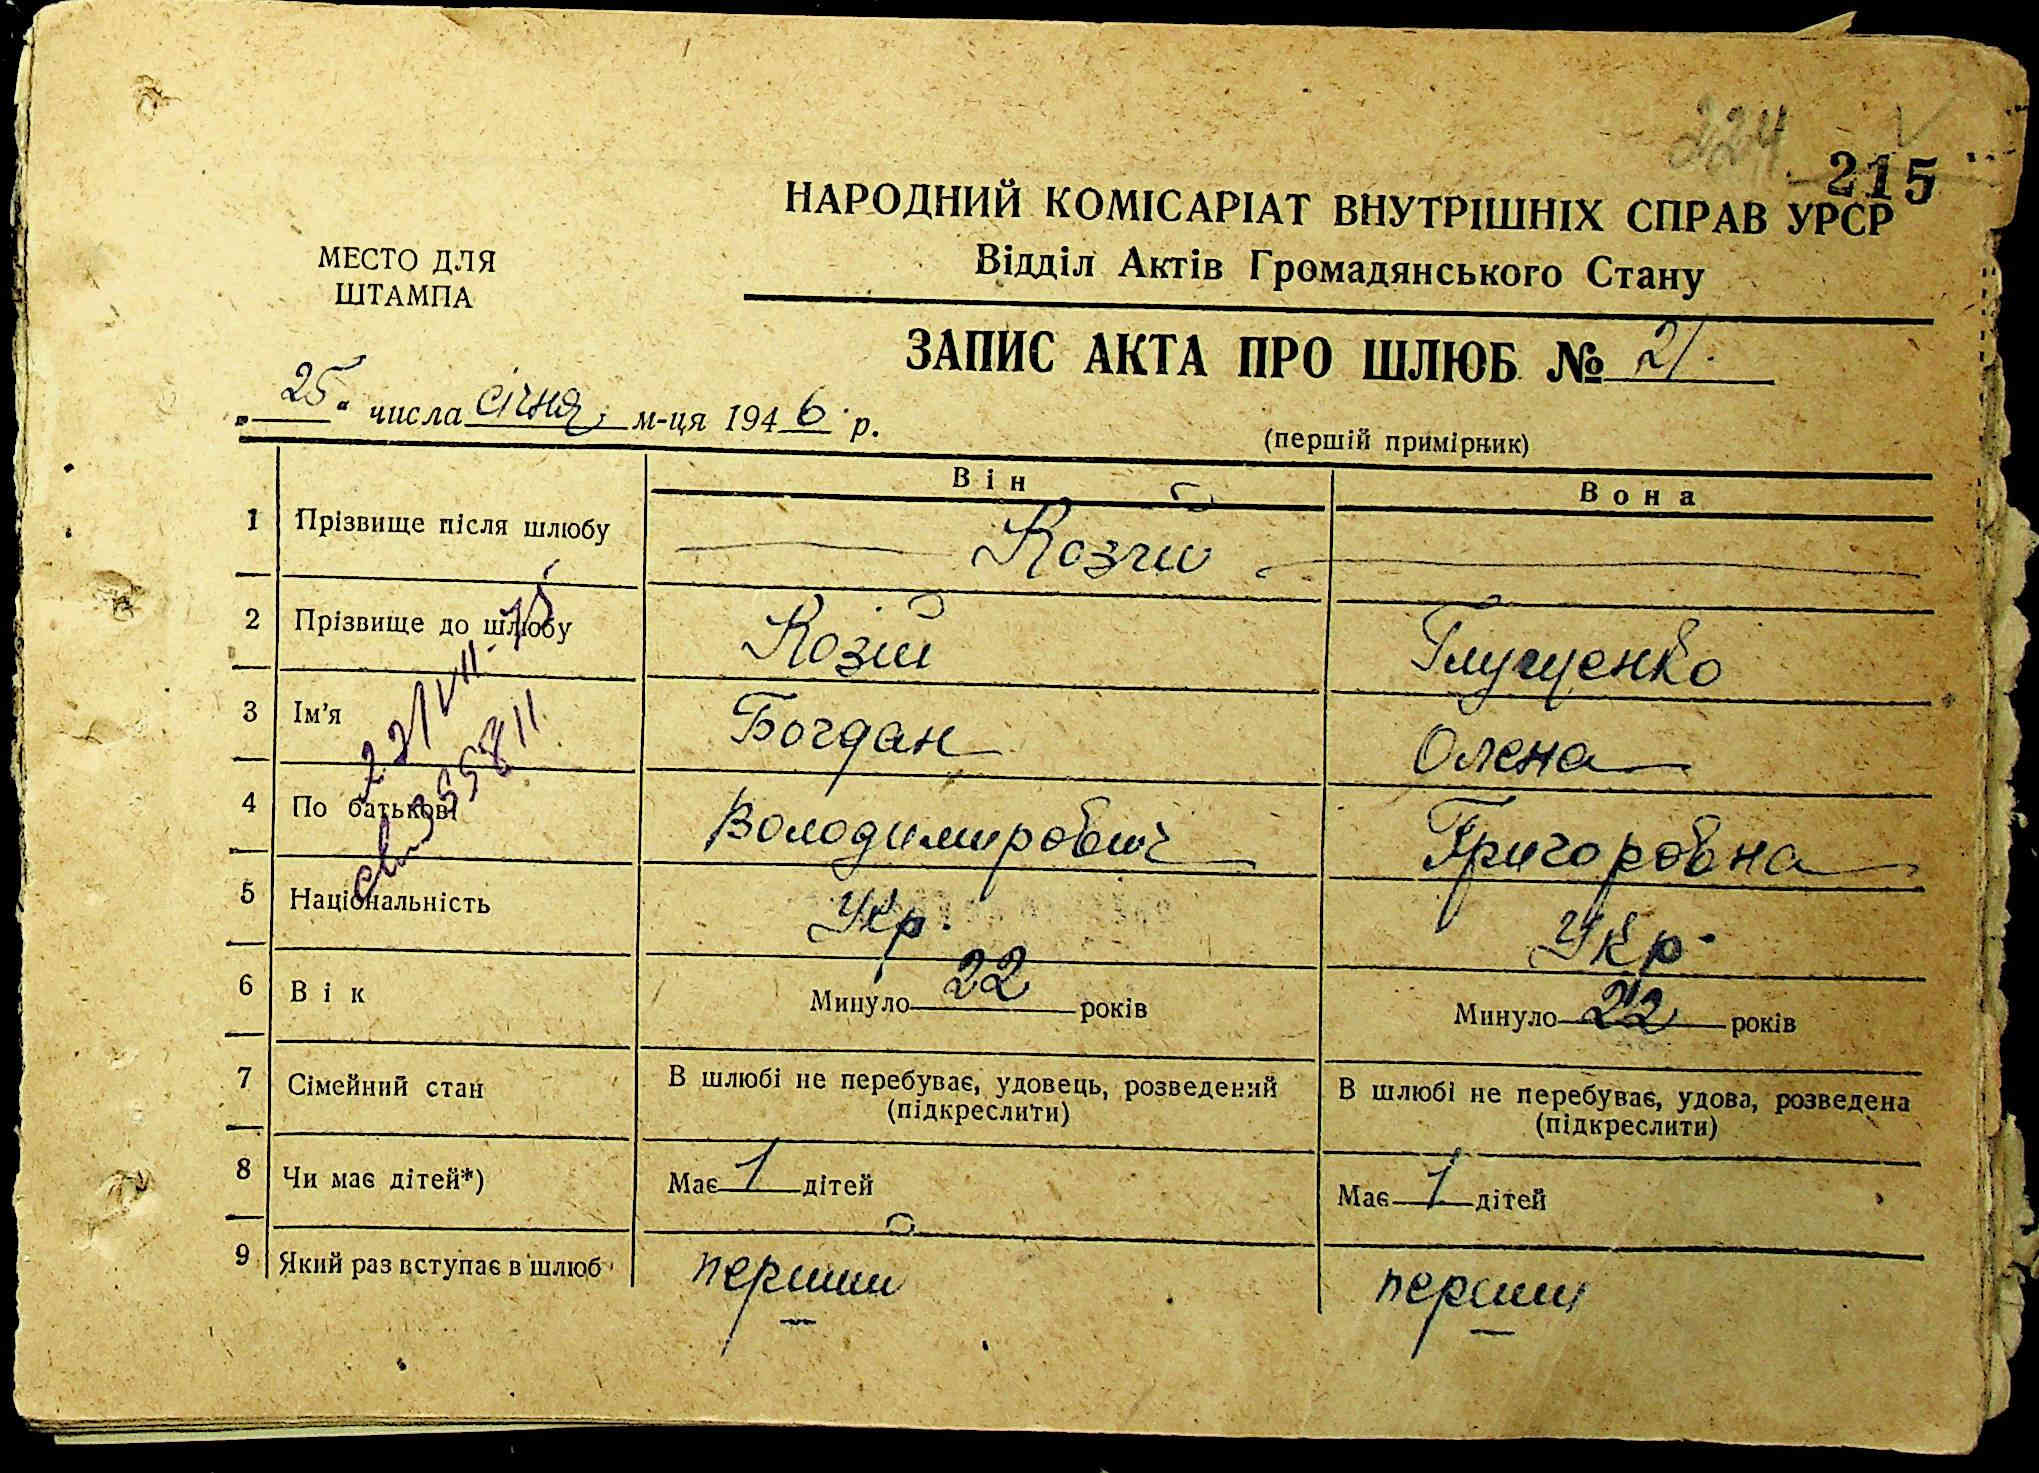 224
215
НАРОДНИЙ КОМІСАРІАТ ВНУТРІШНІХ СПРАВ УРСР
Відділ Актів Громадянського Стану
МЕСТО ДЛЯ
ШТАМПА
ЗАПИС АКТА ПРО ШЛЮБ № 21.
„25" числа січня м-ця 1946 р.
(першій примірник)
Він Вона
1 Прізвище після шлюбу Козій
2 Прізвище до шлюбу Козій Глущенко
3 Ім'я Богдан Олена
4 По батькові Володимирович Григоровна
5 Національність Укр. Укр.
6 Вік Минуло 22 років Минуло 22 років
7 Сімейний стан В шлюбі не перебуває, удовець, розведений В шлюбі не перебуває, удова, розведена
(підкреслити) (підкреслити)
8 Чи має дітей*) Має 1 дітей Має 1 дітей
9 Який раз вступає в шлюб перший перший